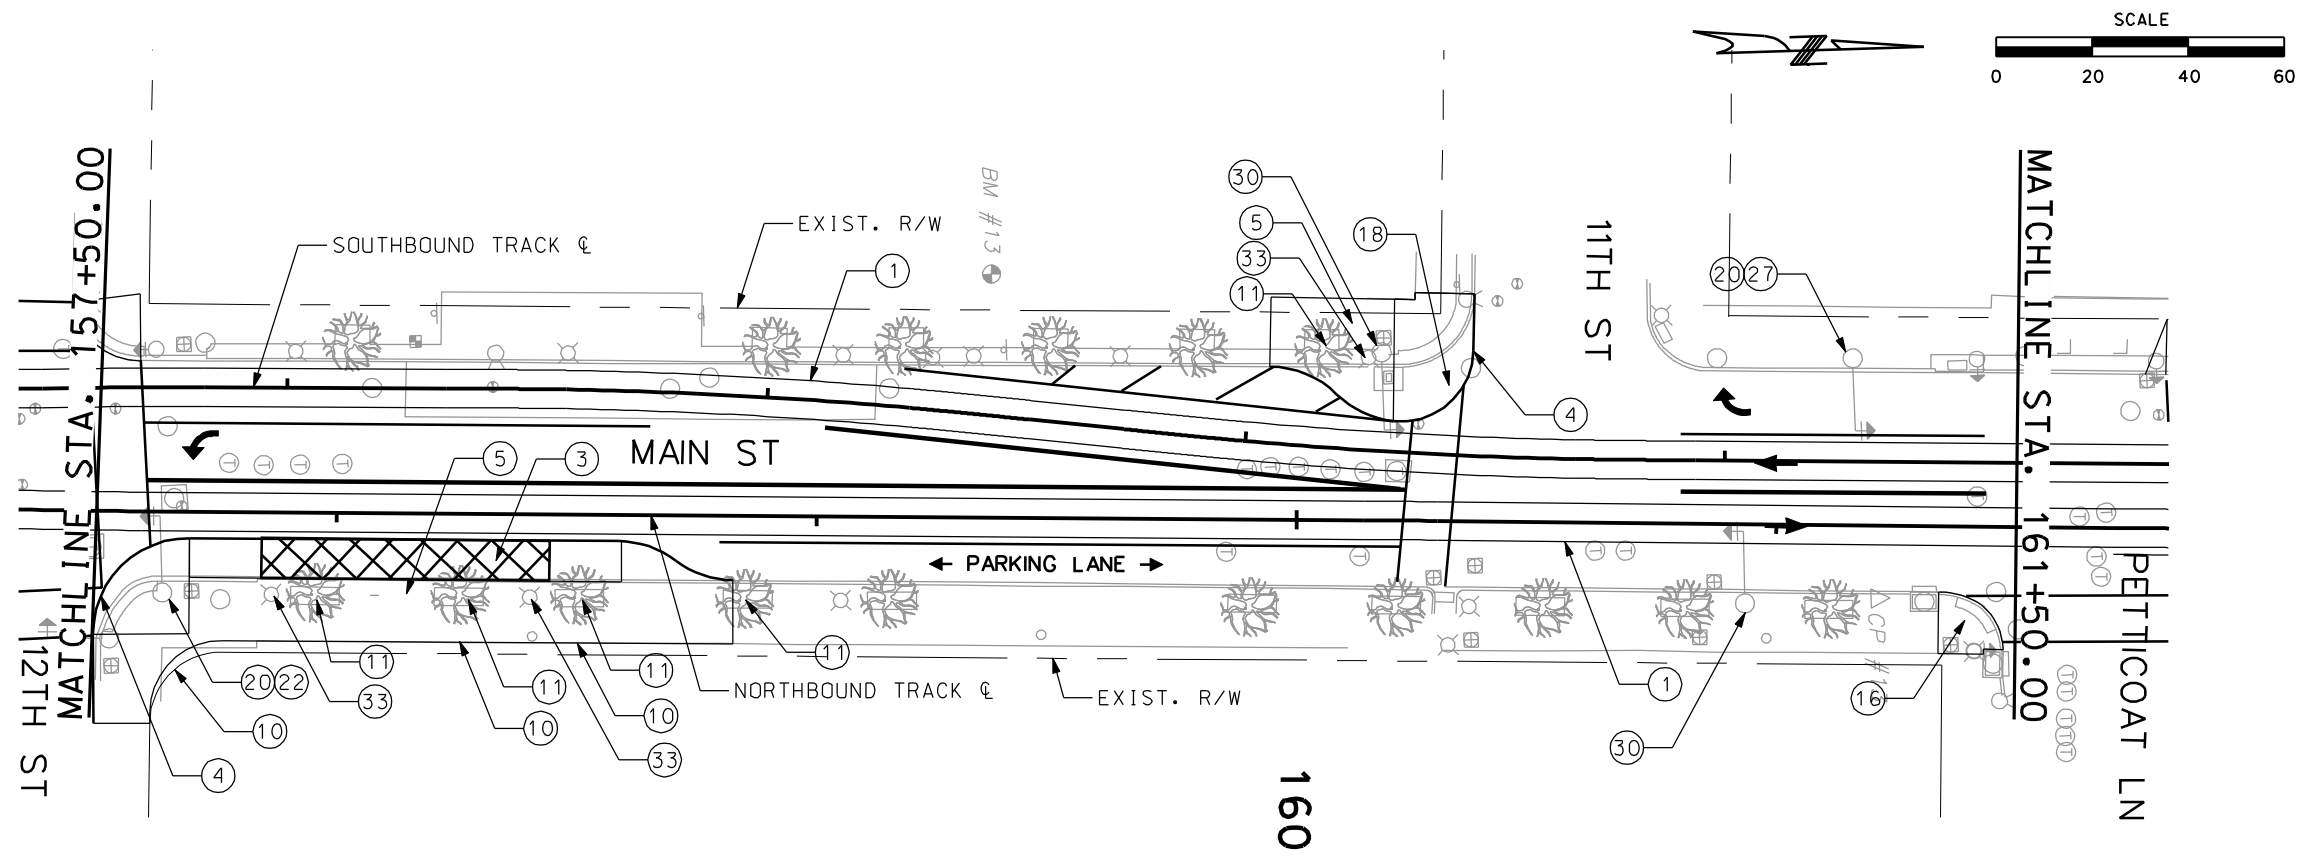 SCALE
0 20 40 60
MATCHLINE STA. 157+50.00
MATCHLINE STA. 161+50.00
SOUTHBOUND TRACK ℄
EXIST. R/W
BM #13
1
30
5
33
11
18
4
11TH ST
20 27
MAIN ST
5
3
T T T T
T T T T T
← PARKING LANE →
T T
T T
T T
T T
12TH ST
20 22
11
33
10
4
11
10
11
10
33
11
NORTHBOUND TRACK ℄
EXIST. R/W
1
30
16
CP
PETTICOAT LN
T T
T T T
160